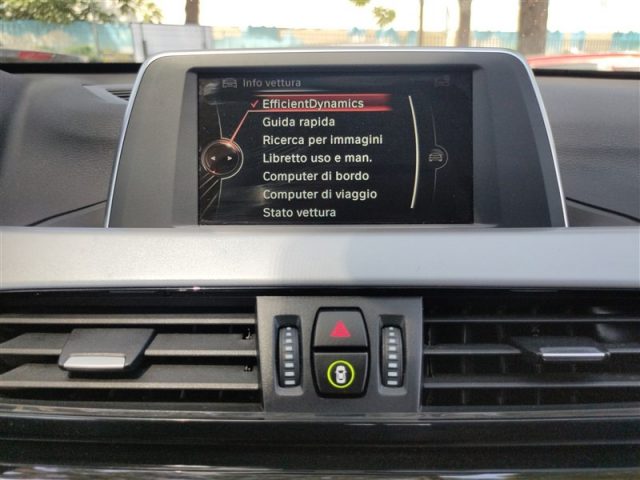 Info vettura
EfficientDynamics
Guida rapida
Ricerca per immagini
Libretto uso e man.
Computer di bordo
Computer di viaggio
Stato vettura